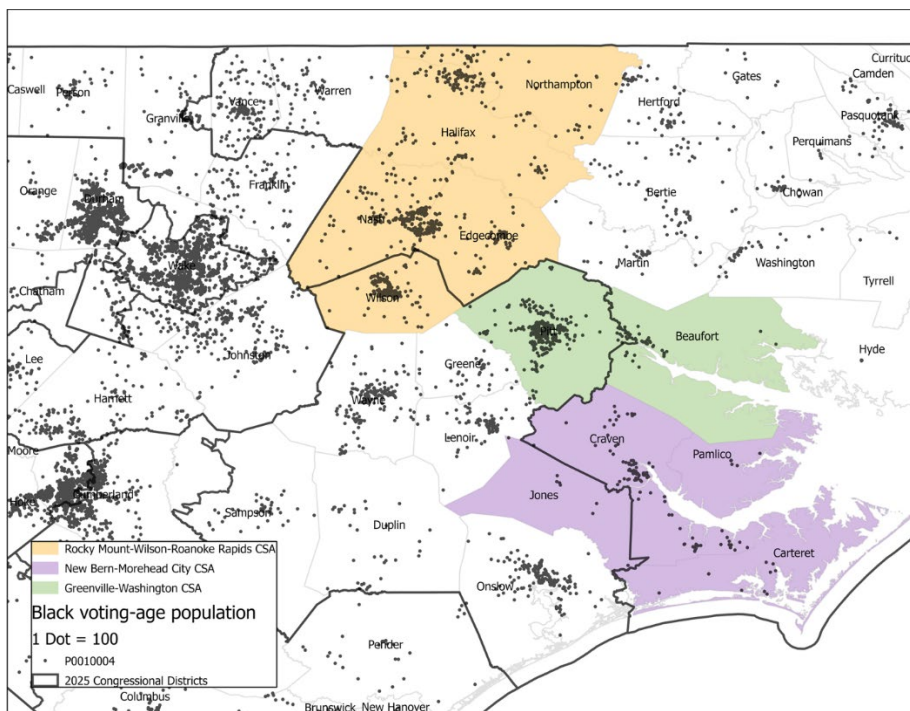 Currituc
Gates
Camden
Northampton
Caswell
Person
Vance
Warren
Hertford
Granvill
Pasquotank
Halifax
Perquimans
Orange
Durham
Franklin
Bertie
Chowan
Nash
Edgecombe
Wake
Martin
Washington
Chatham
Tyrrell
Wilson
Pitt
Beaufort
Lee
Johnston
Greene
Hyde
Harnett
Wayne
Moore
Lenoir
Craven
Pamlico
Hoke
Cumberland
Sampson
Jones
Duplin
Carteret
Onslow
Rocky Mount-Wilson-Roanoke Rapids CSA
New Bern-Morehead City CSA
Greenville-Washington CSA
Black voting-age population
1 Dot = 100
P0010004
2025 Congressional Districts
Pender
Columbus
Brunswick
New Hanover